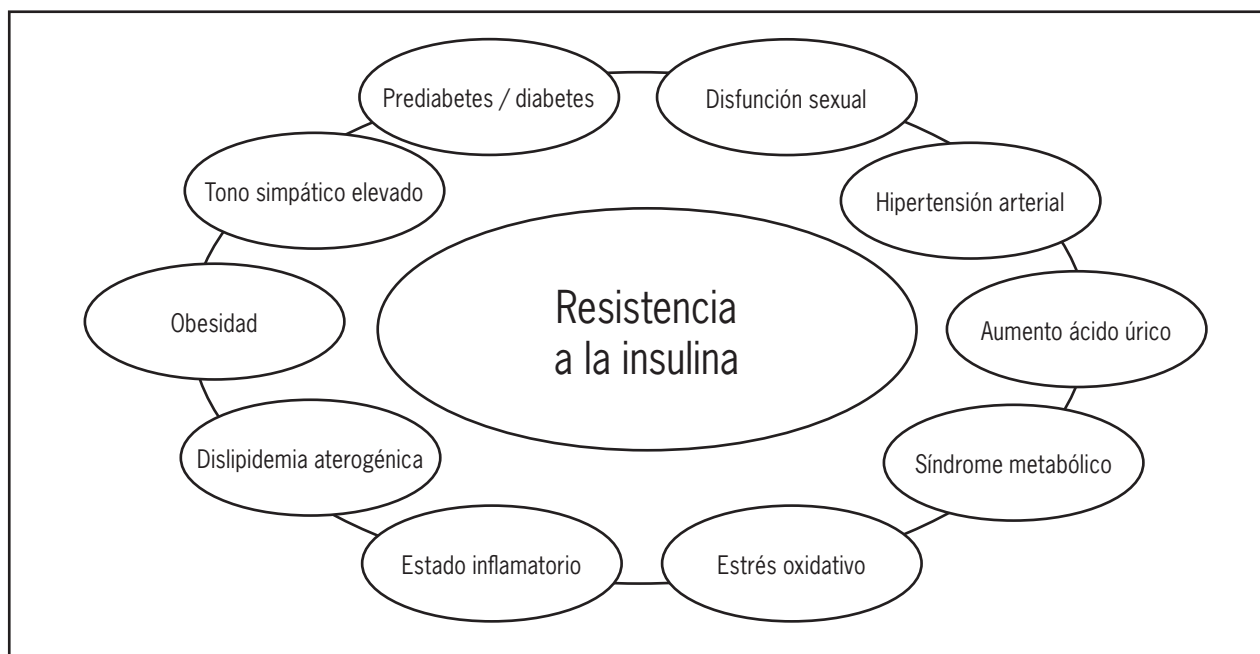 Prediabetes / diabetes
Disfunción sexual
Tono simpático elevado
Hipertensión arterial
Resistencia
a la insulina
Obesidad
Aumento ácido úrico
Dislipidemia aterogénica
Síndrome metabólico
Estado inflamatorio
Estrés oxidativo